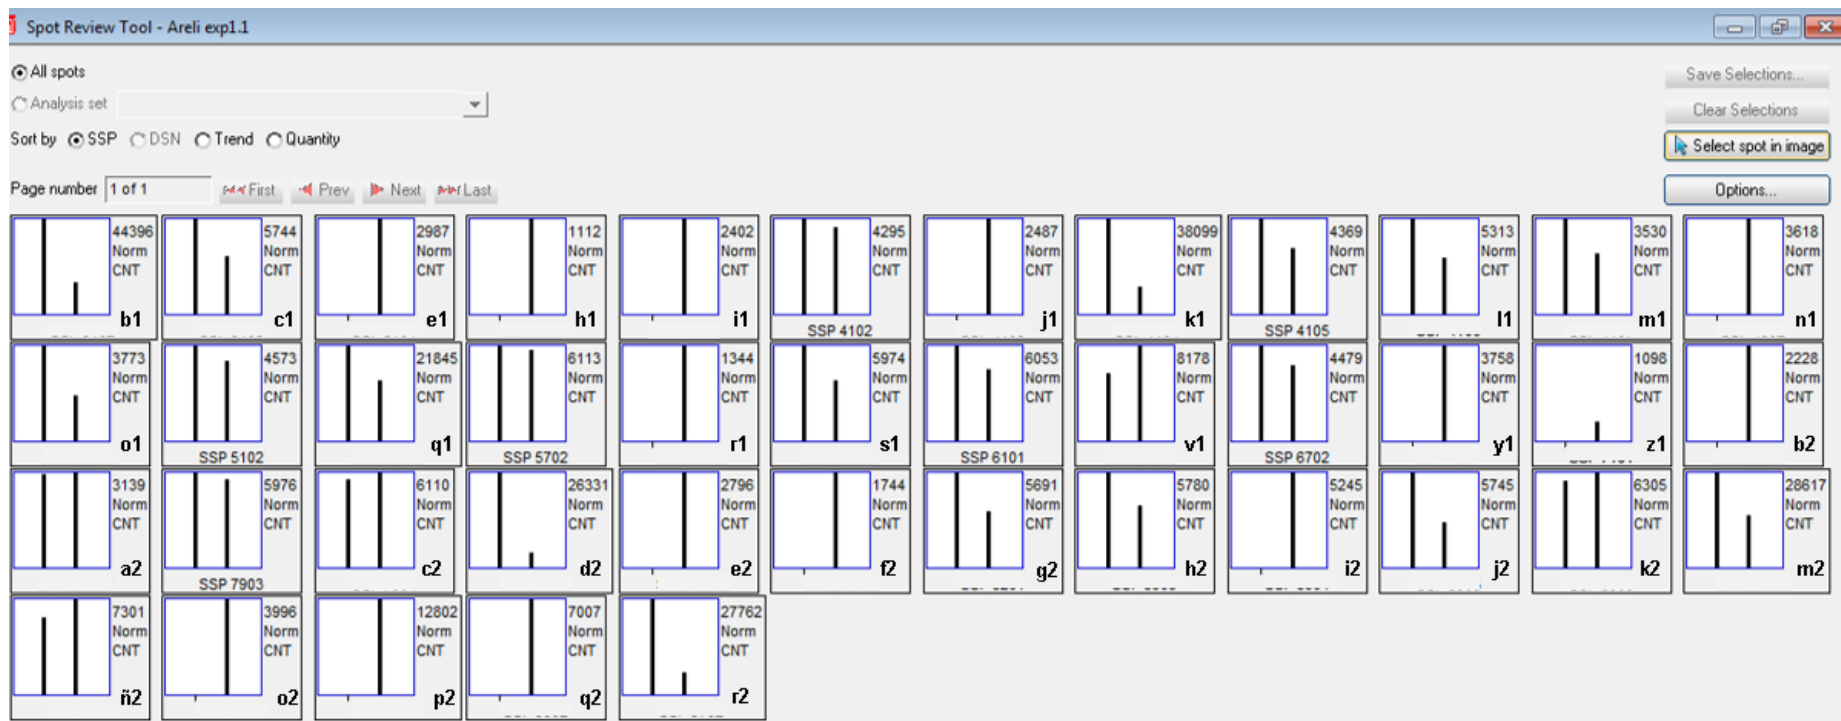 Spot Review Tool - Areli exp1.1
All spots
Analysis set
Sort by SSP DSN Trend Quantity
Page number 1 of 1 First Prev Next Last
Save Selections...
Clear Selections
Select spot in image
Options...
44396 Norm CNT b1
5744 Norm CNT c1
2987 Norm CNT e1
1112 Norm CNT h1
2402 Norm CNT i1
4295 Norm CNT SSP 4102
2487 Norm CNT j1
38099 Norm CNT k1
4369 Norm CNT SSP 4105
5313 Norm CNT l1
3530 Norm CNT m1
3618 Norm CNT n1
3773 Norm CNT o1
4573 Norm CNT SSP 5102
21845 Norm CNT q1
6113 Norm CNT SSP 5702
1344 Norm CNT r1
5974 Norm CNT s1
6053 Norm CNT SSP 6101
8178 Norm CNT v1
4479 Norm CNT SSP 6702
3758 Norm CNT y1
1098 Norm CNT z1
2228 Norm CNT b2
3139 Norm CNT a2
5976 Norm CNT SSP 7903
6110 Norm CNT c2
26331 Norm CNT d2
2796 Norm CNT e2
1744 Norm CNT f2
5691 Norm CNT g2
5780 Norm CNT h2
5245 Norm CNT i2
5745 Norm CNT j2
6305 Norm CNT k2
28617 Norm CNT m2
7301 Norm CNT ñ2
3996 Norm CNT o2
12802 Norm CNT p2
7007 Norm CNT q2
27762 Norm CNT r2